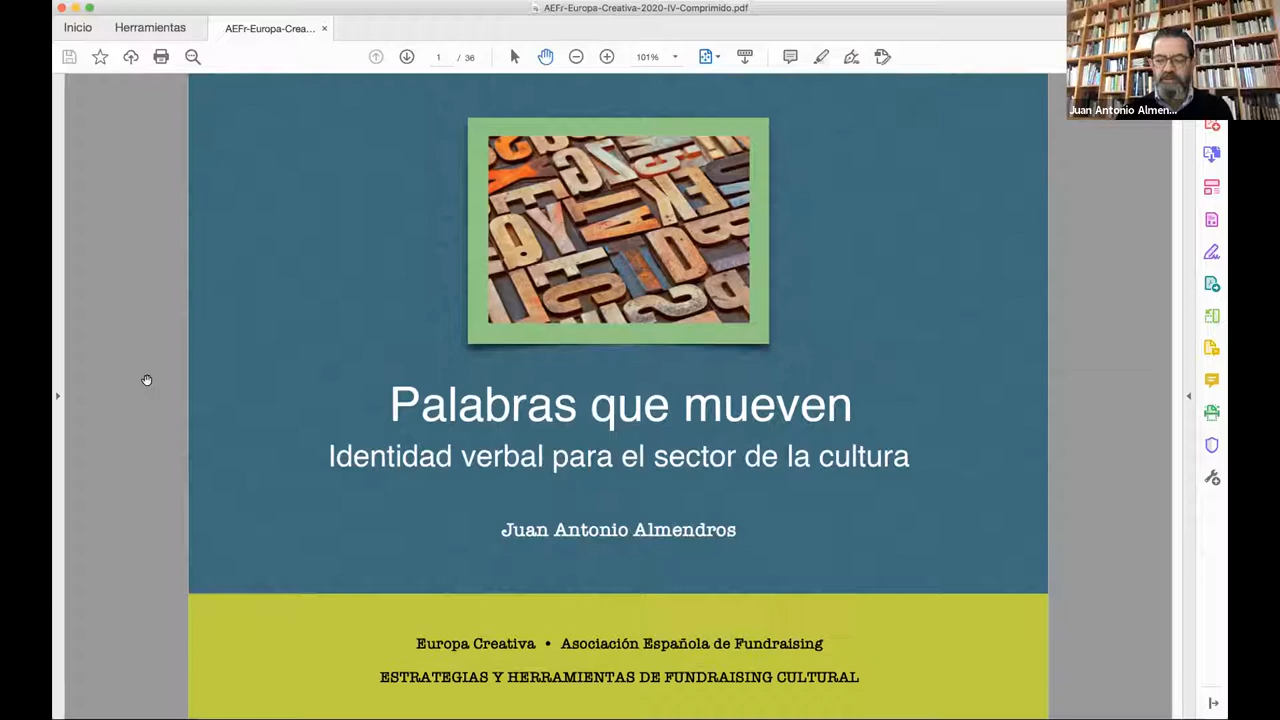 AEFr-Europa-Creativa-2020-IV-Comprimido.pdf
Inicio
Herramientas
AEFr-Europa-Crea...
1 / 36
101%
Juan Antonio Almen...
Palabras que mueven
Identidad verbal para el sector de la cultura
Juan Antonio Almendros
Europa Creativa • Asociación Española de Fundraising
ESTRATEGIAS Y HERRAMIENTAS DE FUNDRAISING CULTURAL